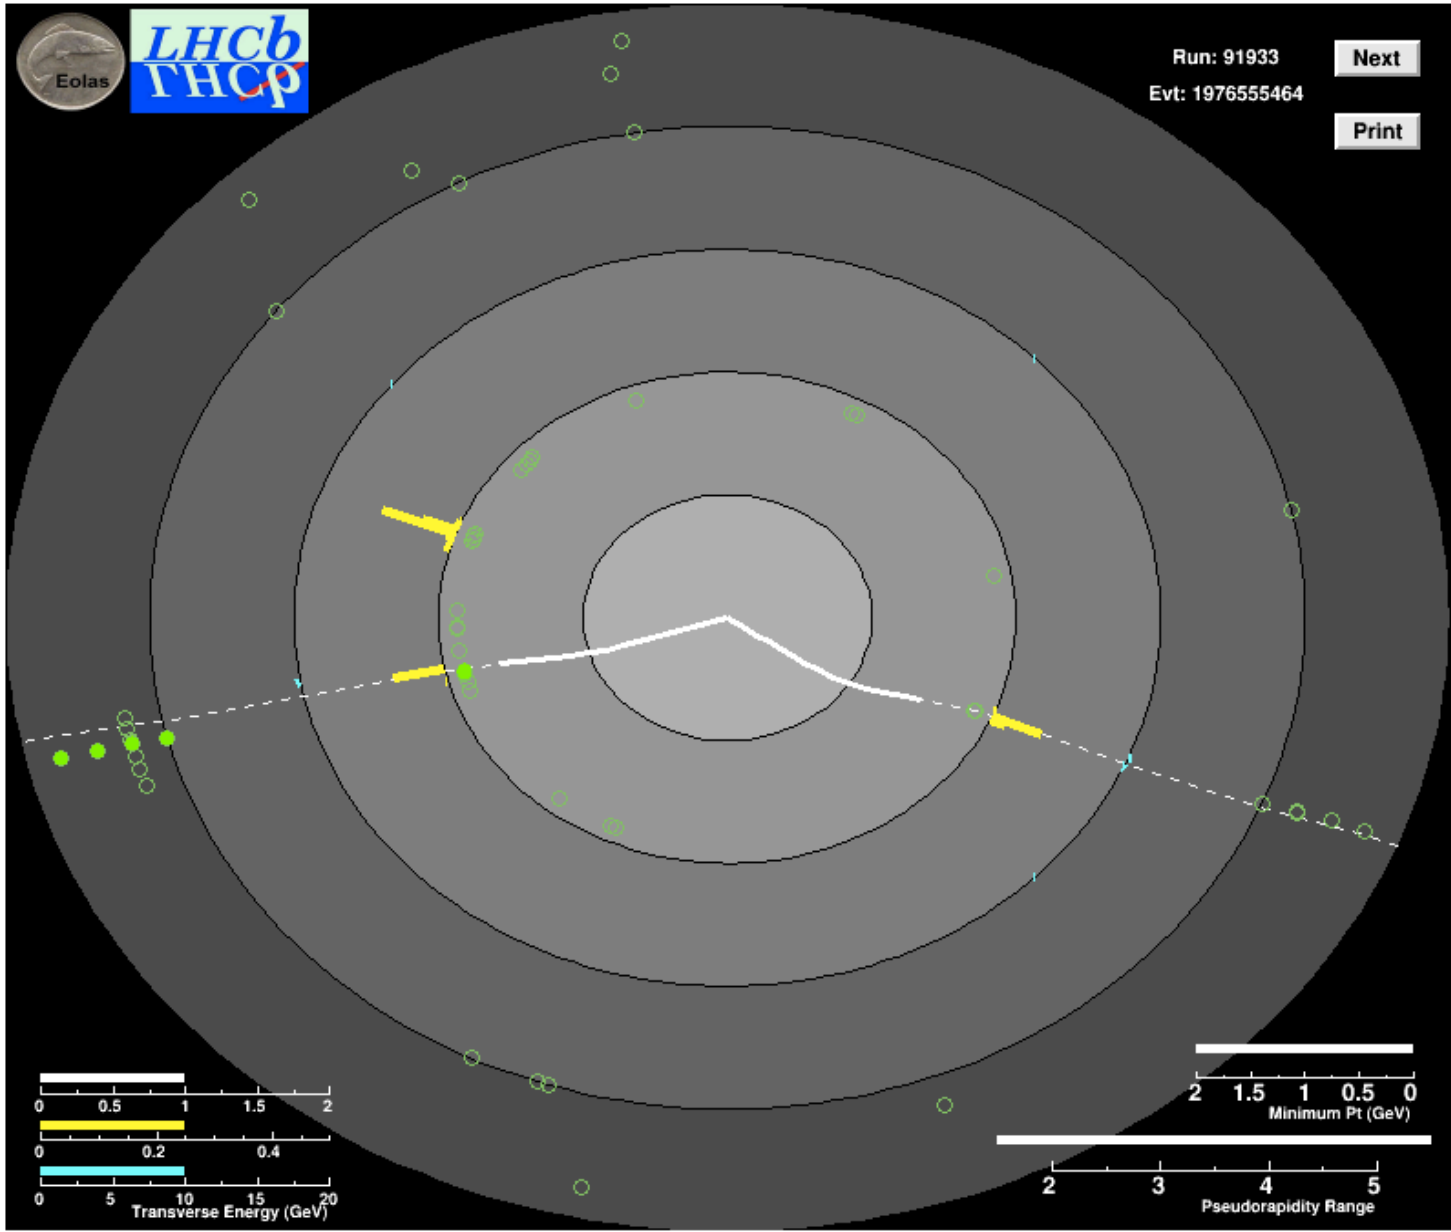 Eolas
LHCb
ΓHCp
Run: 91933
Evt: 1976555464
Next
Print
0 0.5 1 1.5 2
0 0.2 0.4
0 5 10 15 20
Transverse Energy (GeV)
2 1.5 1 0.5 0
Minimum Pt (GeV)
2 3 4 5
Pseudorapidity Range